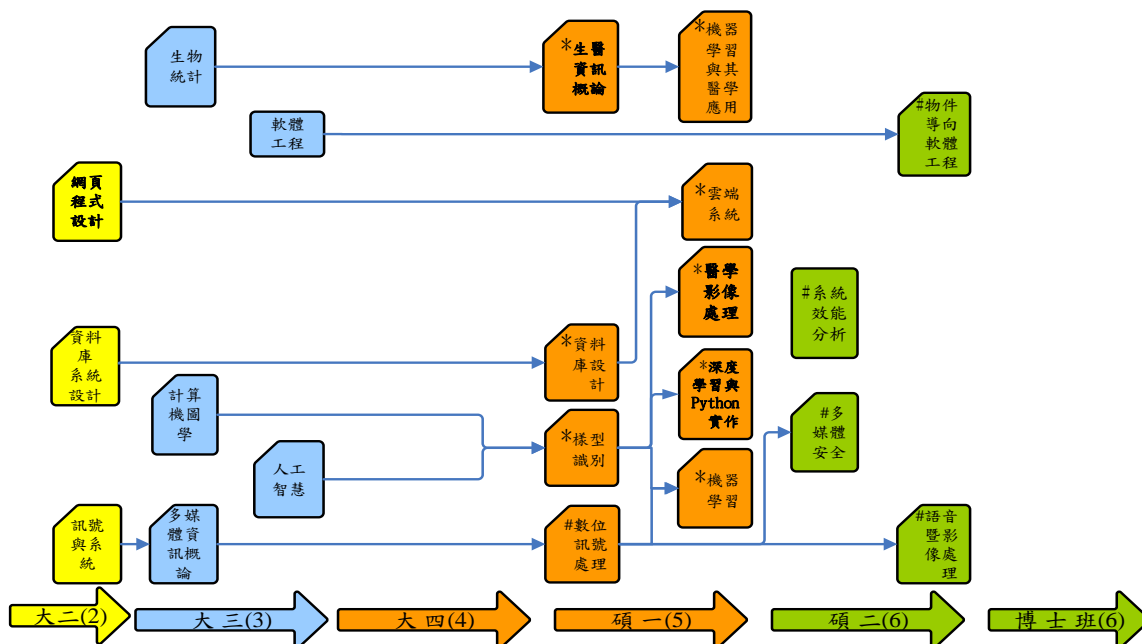 生物
統計
*生醫
資訊
概論
*機器
學習
與其
醫學
應用
軟體
工程
#物件
導向
軟體
工程
網頁
程式
設計
*雲端
系統
*醫學
影像
處理
#系統
效能
分析
資料
庫
系統
設計
*資料
庫設
計
*深度
學習與
Python
實作
計算
機圖
學
*樣型
識別
#多
媒體
安全
人工
智慧
*機器
學習
訊號
與系
統
多媒
體資
訊概
論
#數位
訊號
處理
#語音
暨影
像處
理
大二(2)
大三(3)
大四(4)
碩一(5)
碩二(6)
博士班(6)